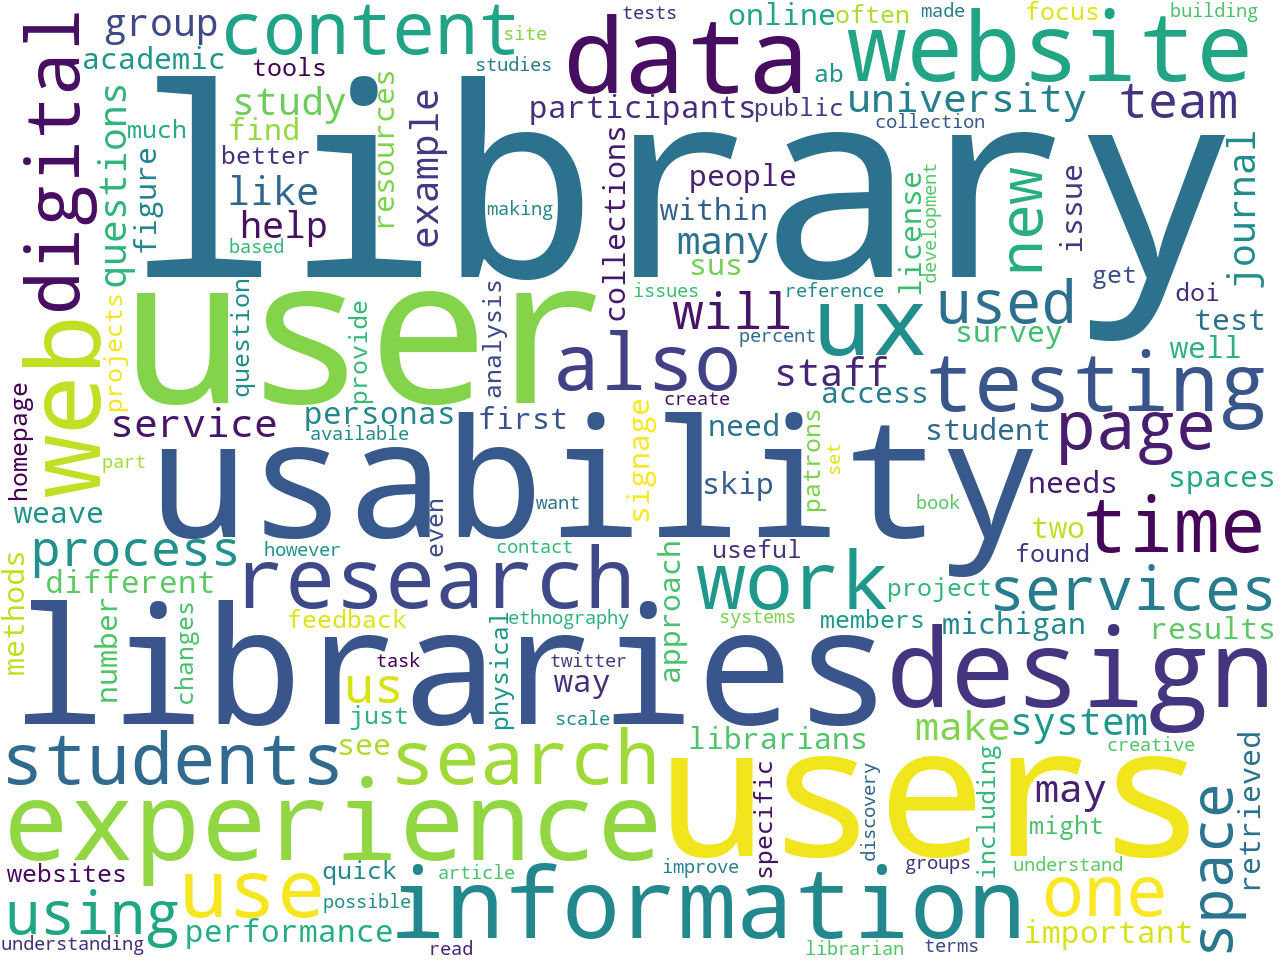 library
user
usability
libraries
users
design
experience
information
data
website
digital
content
web
ux
testing
also
research
work
time
page
services
students
search
use
using
one
space
new
used
process
will
staff
team
university
group
academic
tools
study
find
questions
much
figure
better
like
help
based
resources
example
site
studies
tests
online
often
made
focus
building
ab
participants
public
collection
journal
people
within
many
sus
making
collections
issues
reference
license
development
issue
get
doi
test
well
survey
access
percent
create
student
needs
spaces
two
found
need
skip
patrons
set
book
signage
first
analysis
provide
question
projects
service
personas
available
homepage
part
weave
different
methods
number
changes
however
even
want
contact
useful
approach
project
members
michigan
results
systems
ethnography
feedback
task
twitter
way
scale
physical
us
just
see
librarians
make
system
creative
specific
discovery
including
may
might
understand
retrieved
groups
improve
article
quick
possible
websites
performance
understanding
read
librarian
terms
important